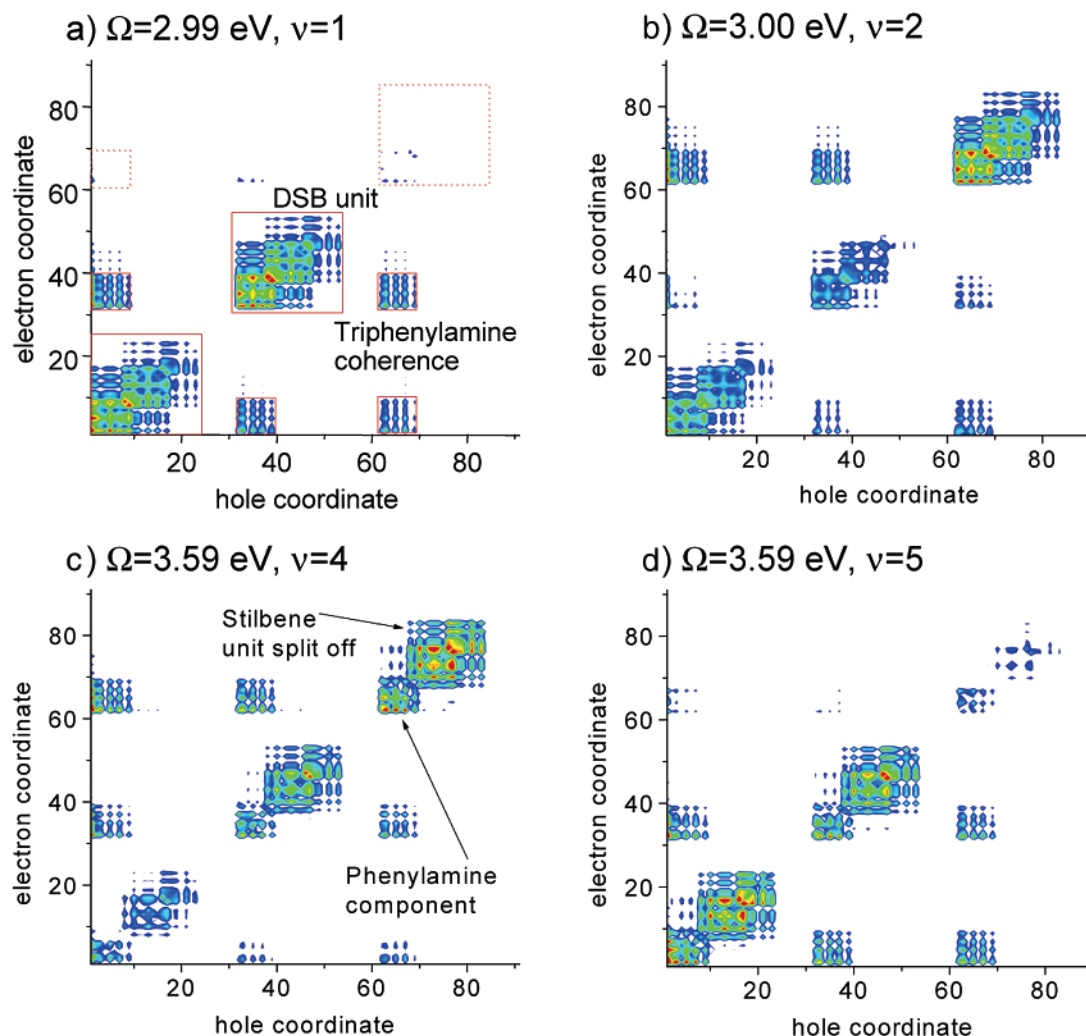 a) Ω=2.99 eV, ν=1
electron coordinate
80
60
40
20
DSB unit
Triphenylamine
coherence
20
40
60
80
hole coordinate
b) Ω=3.00 eV, ν=2
electron coordinate
80
60
40
20
20
40
60
80
hole coordinate
c) Ω=3.59 eV, ν=4
electron coordinate
80
60
40
20
Stilbene
unit split off
Phenylamine
component
20
40
60
80
hole coordinate
d) Ω=3.59 eV, ν=5
electron coordinate
80
60
40
20
20
40
60
80
hole coordinate